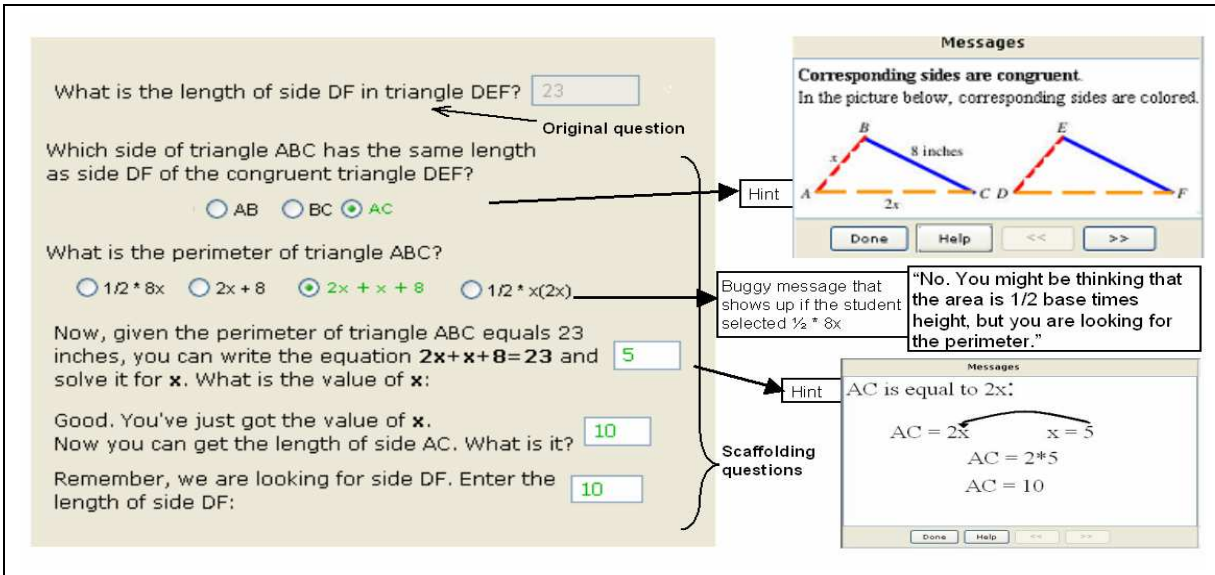 What is the length of side DF in triangle DEF? 23
Original question
Which side of triangle ABC has the same length
as side DF of the congruent triangle DEF?
AB BC AC
What is the perimeter of triangle ABC?
1/2 * 8x 2x + 8 2x + x + 8 1/2 * x(2x)
Now, given the perimeter of triangle ABC equals 23
inches, you can write the equation 2x+x+8=23 and 5
solve it for x. What is the value of x:
Good. You've just got the value of x.
Now you can get the length of side AC. What is it? 10
Remember, we are looking for side DF. Enter the
length of side DF: 10
Scaffolding
questions
Hint
Messages
Corresponding sides are congruent.
In the picture below, corresponding sides are colored.
B E
x 8 inches
A C D F
2x
Done Help << >>
Buggy message that
shows up if the student
selected ½ * 8x
“No. You might be thinking that
the area is 1/2 base times
height, but you are looking for
the perimeter.”
Hint
Messages
AC is equal to 2x:
AC = 2x x = 5
AC = 2*5
AC = 10
Done Help << >>